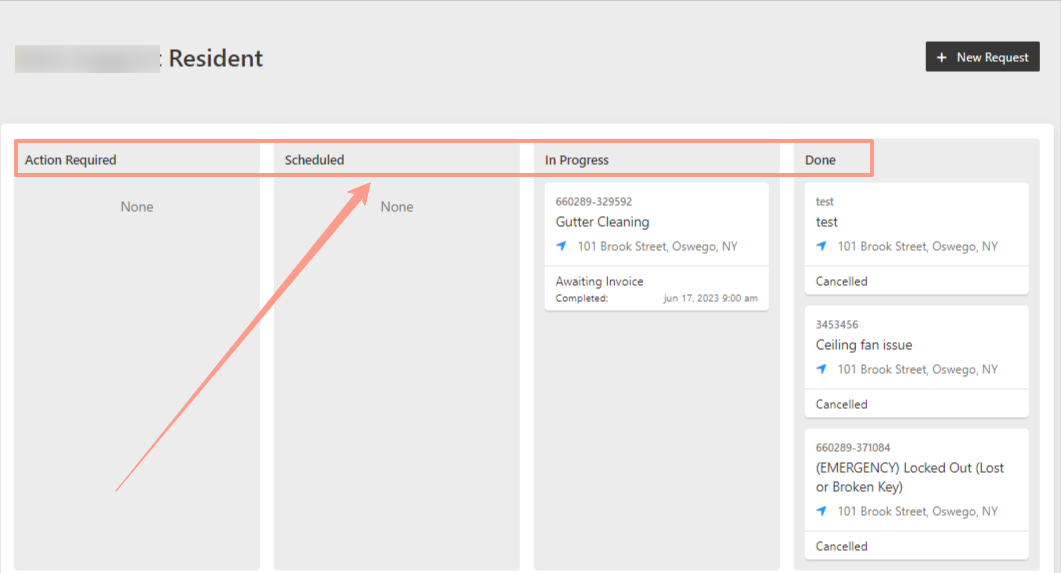 Resident
+ New Request
Action Required
None
Scheduled
None
In Progress
660289-329592
Gutter Cleaning
101 Brook Street, Oswego, NY
Awaiting Invoice
Completed: jun 17, 2023 9:00 am
Done
test
test
101 Brook Street, Oswego, NY
Cancelled
3453456
Ceiling fan issue
101 Brook Street, Oswego, NY
Cancelled
660289-371084
(EMERGENCY) Locked Out (Lost
or Broken Key)
101 Brook Street, Oswego, NY
Cancelled